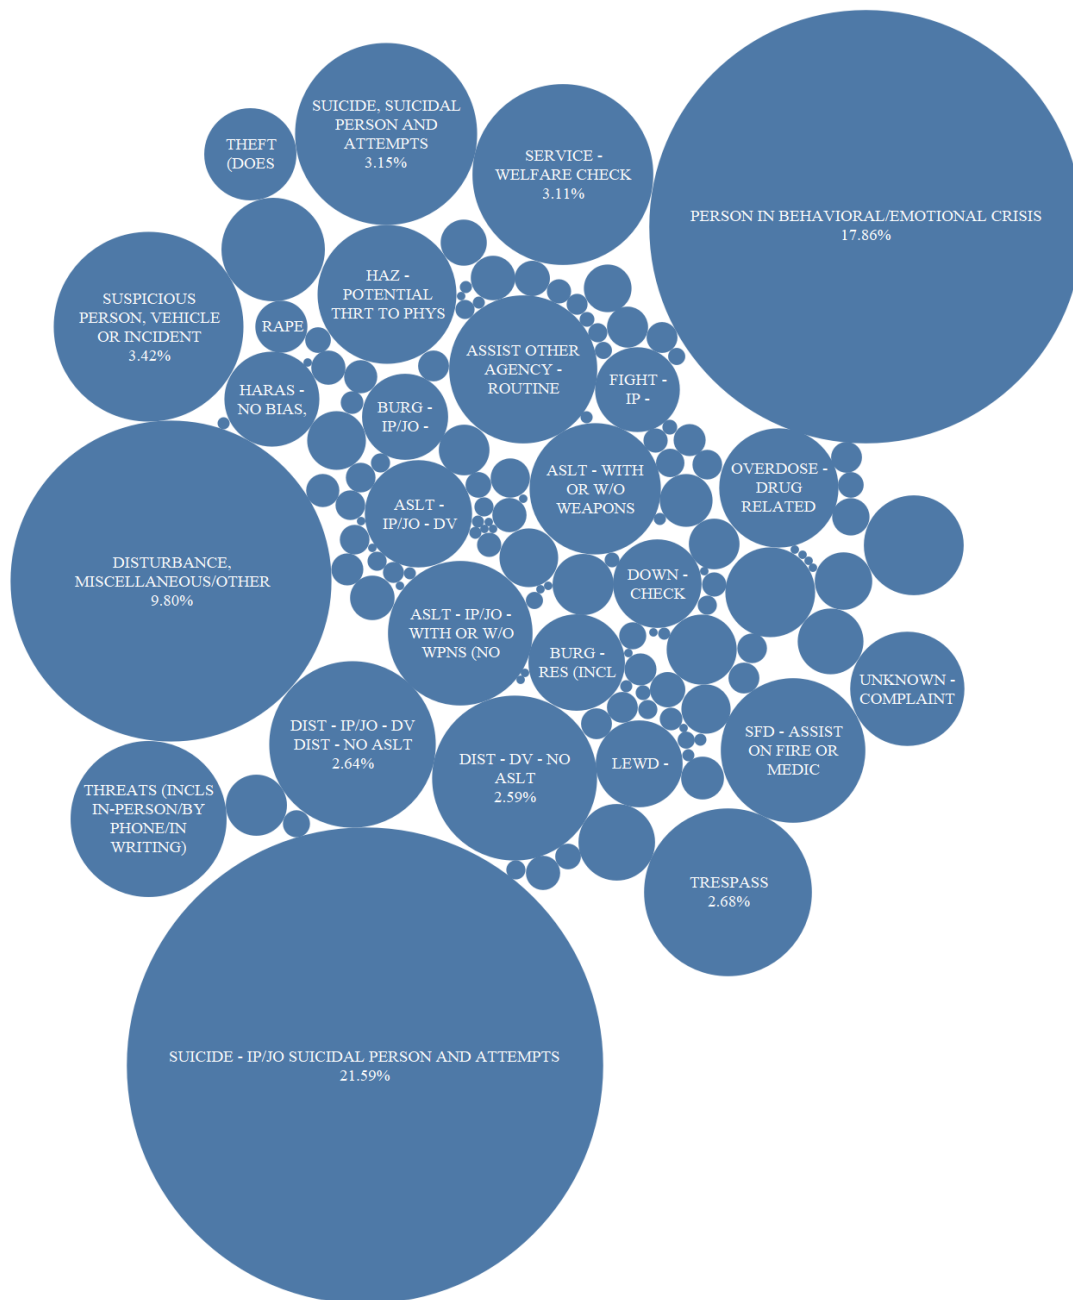 SUICIDE, SUICIDAL
PERSON AND
ATTEMPTS
3.15%
THEFT
(DOES
SERVICE -
WELFARE CHECK
3.11%
PERSON IN BEHAVIORAL/EMOTIONAL CRISIS
17.86%
HAZ -
POTENTIAL
THRT TO PHYS
SUSPICIOUS
PERSON, VEHICLE
OR INCIDENT
3.42%
RAPE
ASSIST OTHER
AGENCY -
ROUTINE
FIGHT -
IP -
HARAS -
NO BIAS,
BURG -
IP/JO -
ASLT - WITH
OR W/O
WEAPONS
OVERDOSE -
DRUG
RELATED
ASLT -
IP/JO - DV
DISTURBANCE,
MISCELLANEOUS/OTHER
9.80%
DOWN -
CHECK
ASLT - IP/JO -
WITH OR W/O
WPNS (NO
BURG -
RES (INCL
UNKNOWN -
COMPLAINT
DIST - IP/JO - DV
DIST - NO ASLT
2.64%
SFD - ASSIST
ON FIRE OR
MEDIC
DIST - DV - NO
ASLT
2.59%
LEWD -
THREATS (INCLS
IN-PERSON/BY
PHONE/IN
WRITING)
TRESPASS
2.68%
SUICIDE - IP/JO SUICIDAL PERSON AND ATTEMPTS
21.59%